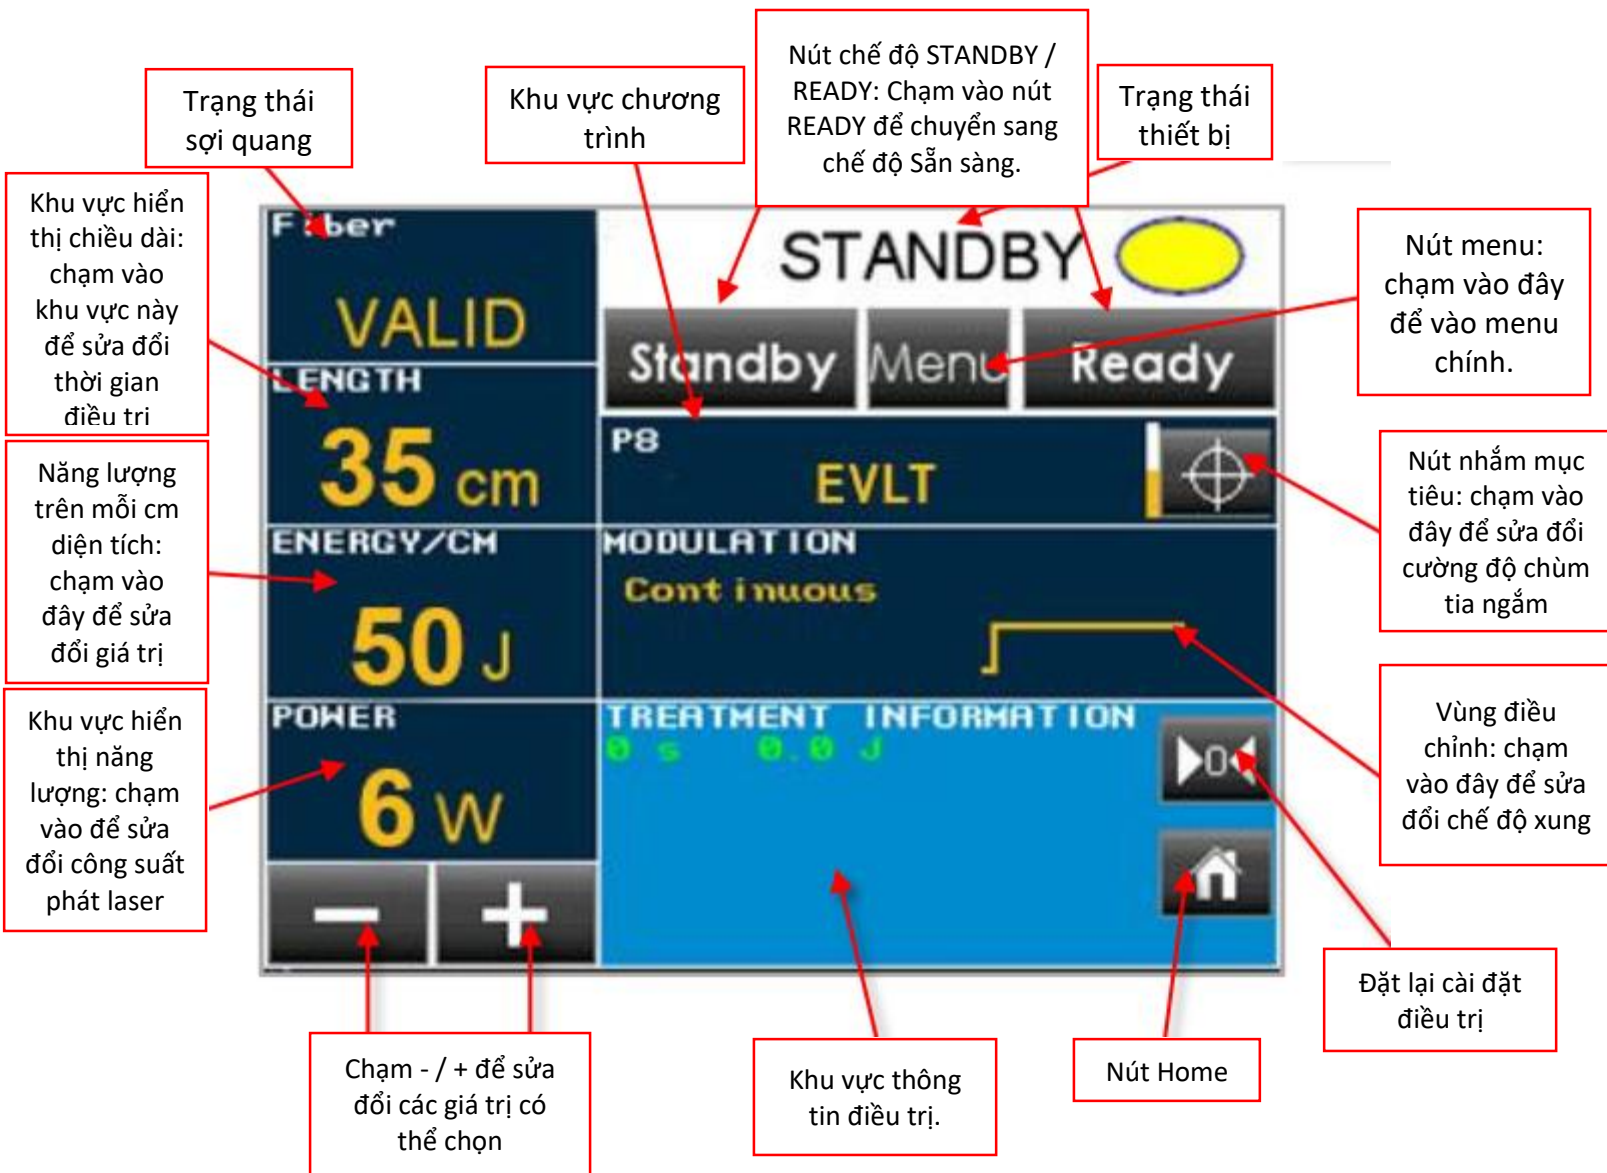 Nút chế độ STANDBY /
READY: Chạm vào nút
READY để chuyển sang
chế độ Sẵn sàng.
Trạng thái
sợi quang
Khu vực chương
trình
Trạng thái
thiết bị
Khu vực hiển
thị chiều dài:
chạm vào
khu vực này
để sửa đổi
thời gian
điều trị
Năng lượng
trên mỗi cm
diện tích:
chạm vào
đây để sửa
đổi giá trị
Khu vực hiển
thị năng
lượng: chạm
vào để sửa
đổi công suất
phát laser
Fiber
VALID
LENGTH
35 cm
ENERGY/CM
50 J
POWER
6 W
− +
STANDBY
Standby Menu Ready
P8
EVLT
MODULATION
Continuous
TREATMENT INFORMATION
0 s 0.0 J
0
Nút menu:
chạm vào đây
để vào menu
chính.
Nút nhắm mục
tiêu: chạm vào
đây để sửa đổi
cường độ chùm
tia ngắm
Vùng điều
chỉnh: chạm
vào đây để sửa
đổi chế độ xung
Đặt lại cài đặt
điều trị
Nút Home
Khu vực thông
tin điều trị.
Chạm - / + để sửa
đổi các giá trị có
thể chọn